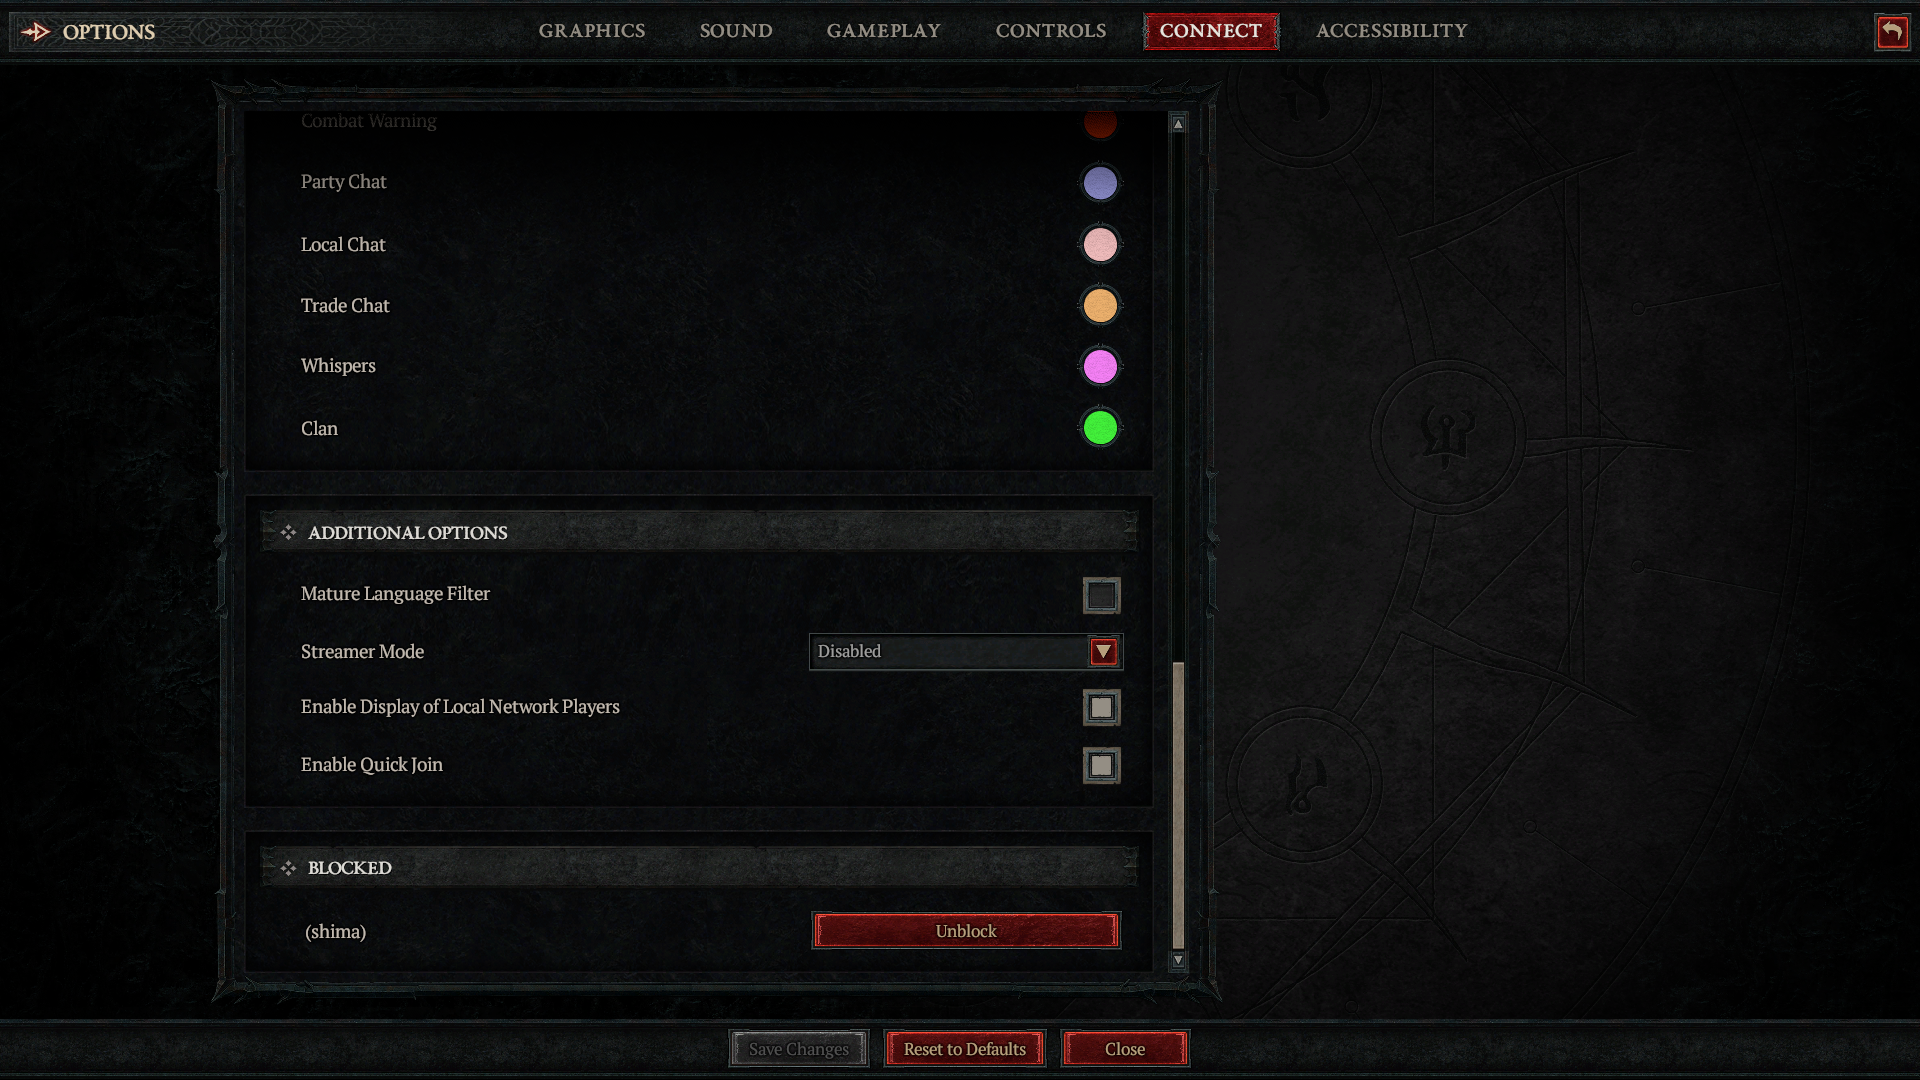 OPTIONS
GRAPHICS
SOUND
GAMEPLAY
CONTROLS
CONNECT
ACCESSIBILITY
Combat Warning
Party Chat
Local Chat
Trade Chat
Whispers
Clan
ADDITIONAL OPTIONS
Mature Language Filter
Streamer Mode
Disabled
Enable Display of Local Network Players
Enable Quick Join
BLOCKED
(shima)
Unblock
Save Changes
Reset to Defaults
Close